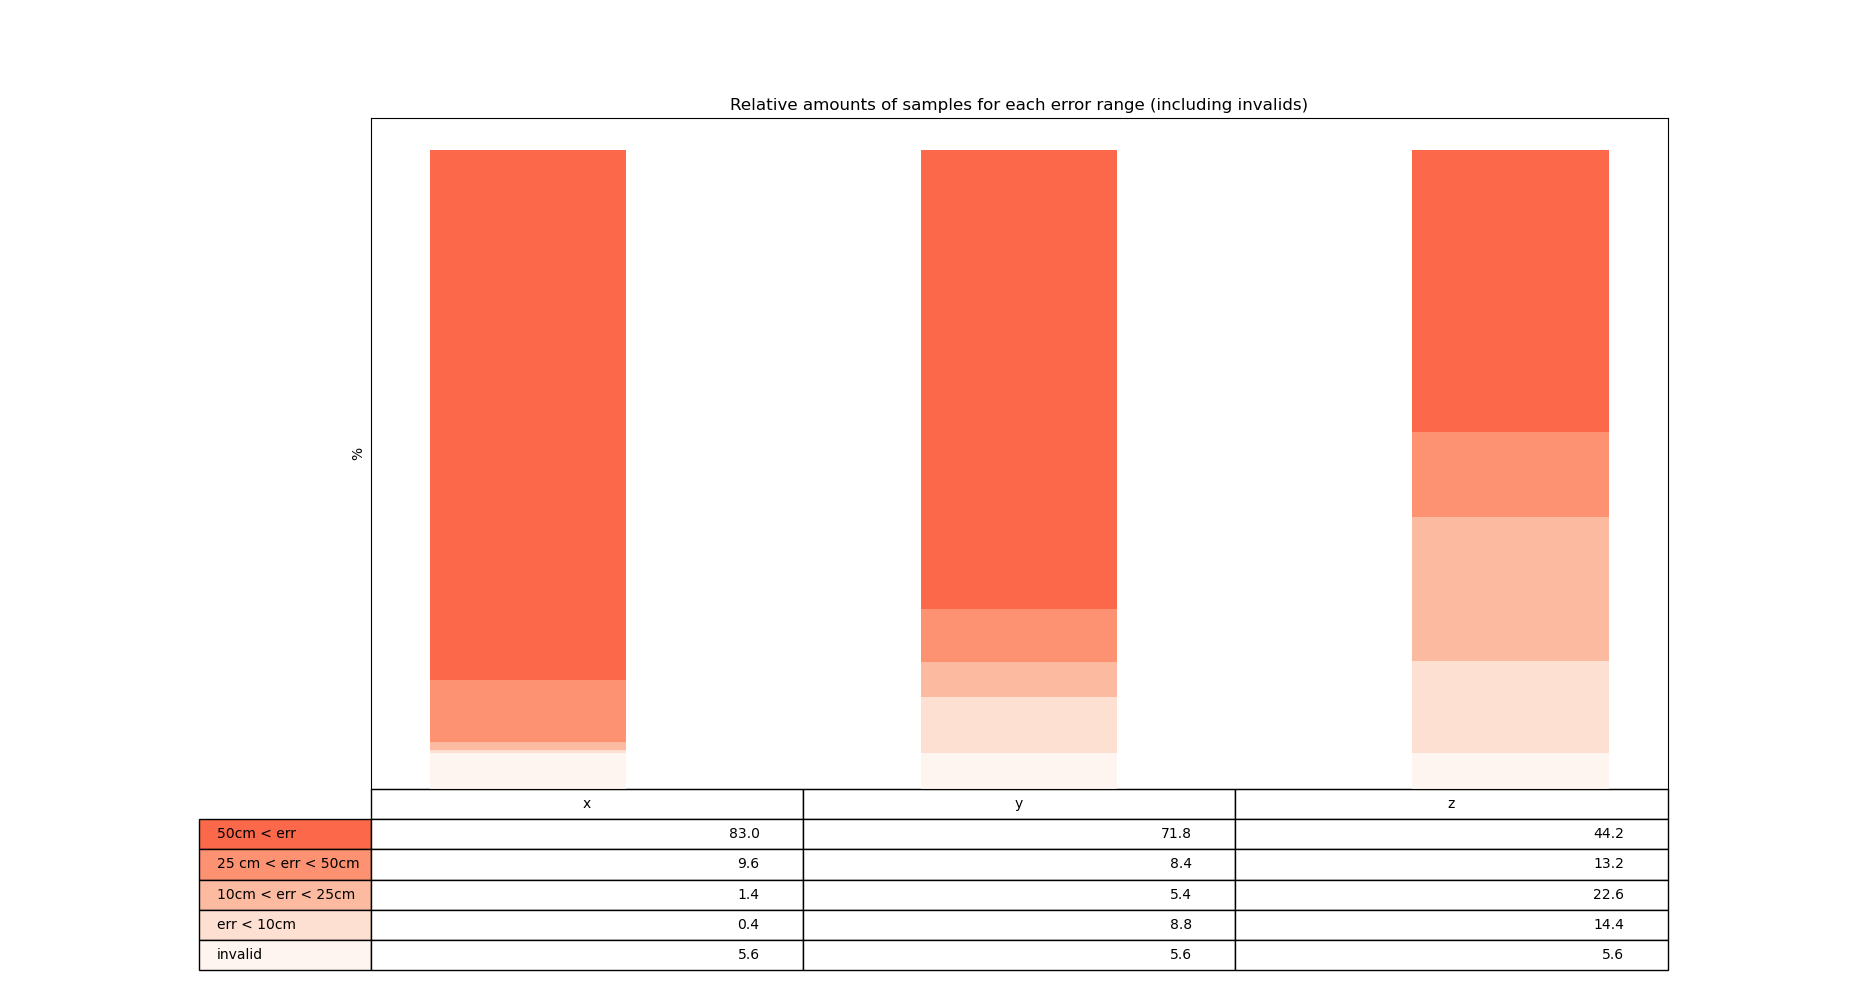 Relative amounts of samples for each error range (including invalids)
%
x y z
50cm < err 83.0 71.8 44.2
25 cm < err < 50cm 9.6 8.4 13.2
10cm < err < 25cm 1.4 5.4 22.6
err < 10cm 0.4 8.8 14.4
invalid 5.6 5.6 5.6